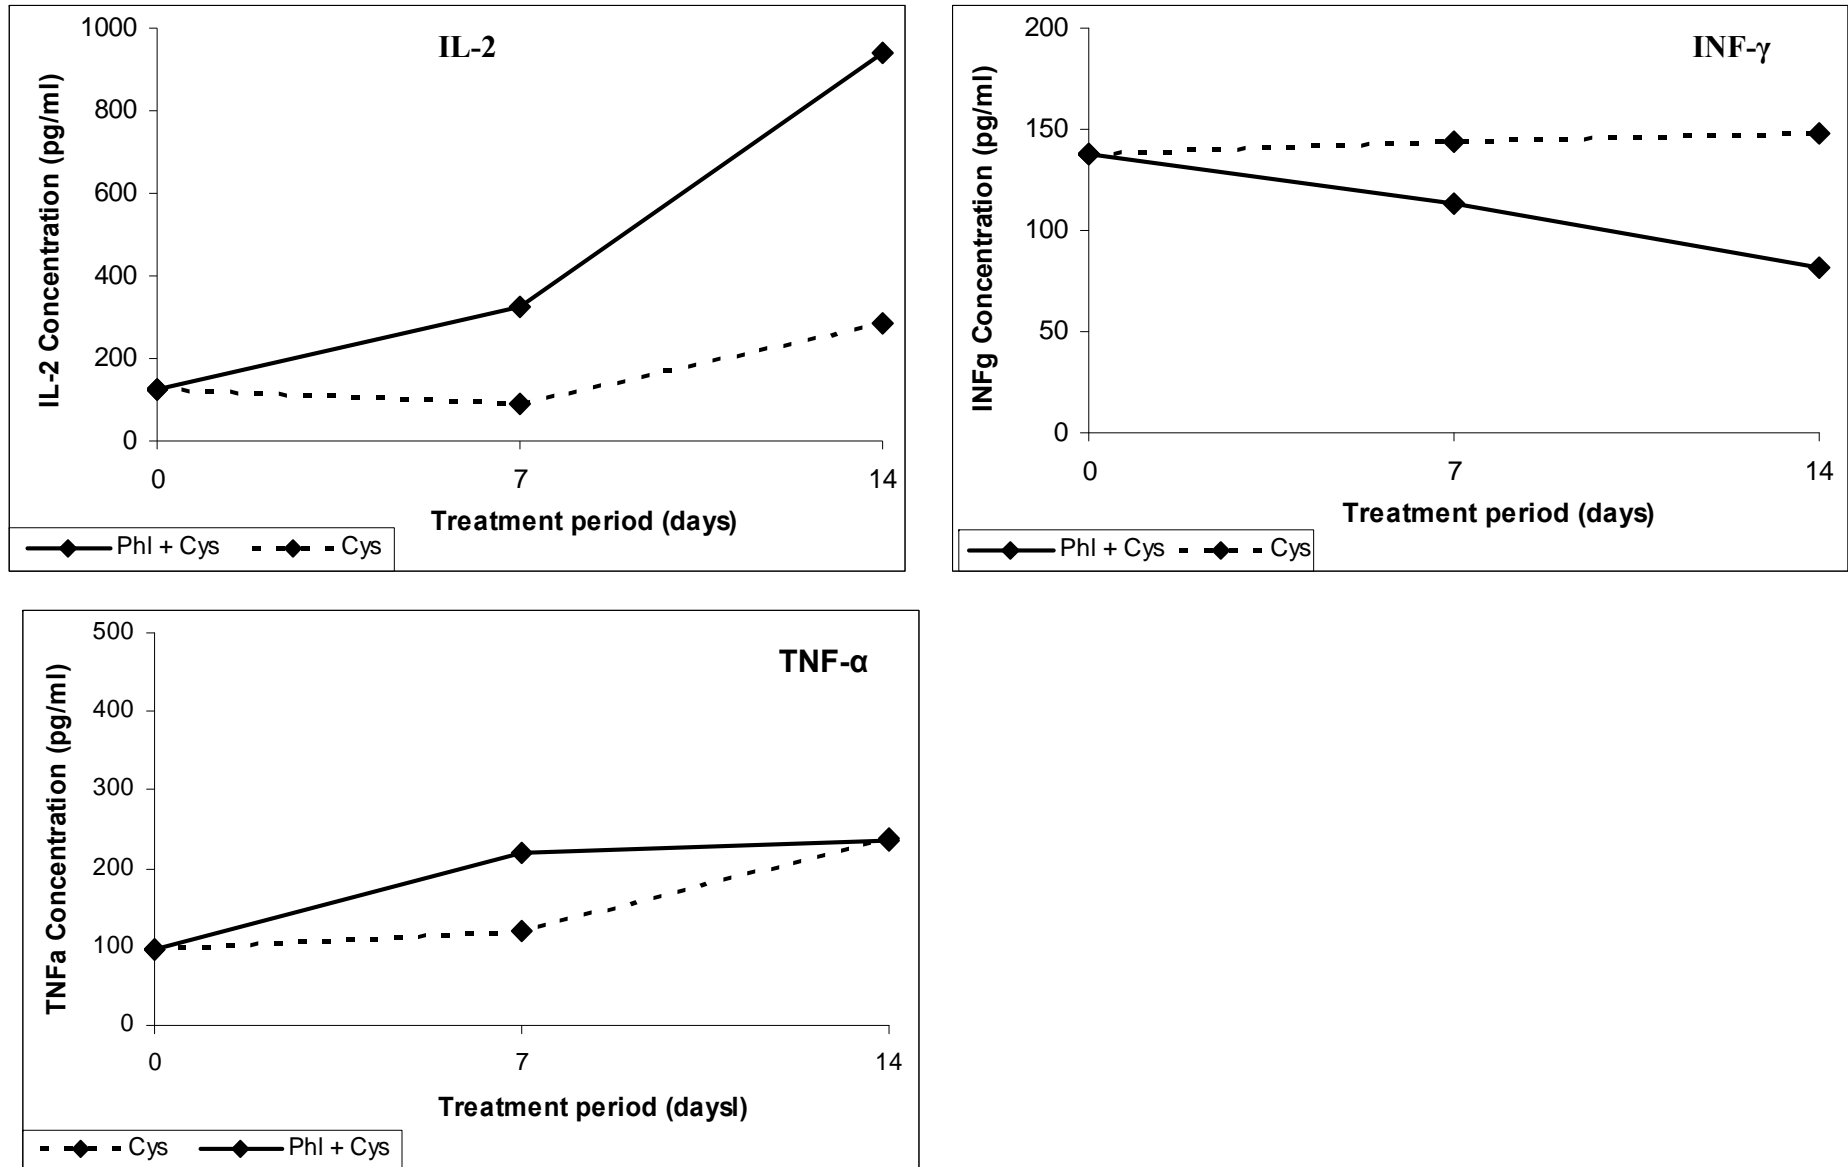 IL-2
IL-2 Concentration (pg/ml)
1000
800
600
400
200
0
0 7 14
Treatment period (days)
Phl + Cys Cys
INF-γ
INFg Concentration (pg/ml)
200
150
100
50
0
0 7 14
Treatment period (days)
Phl + Cys Cys
TNF-α
TNFa Concentration (pg/ml)
500
400
300
200
100
0
0 7 14
Treatment period (daysl)
Cys Phl + Cys